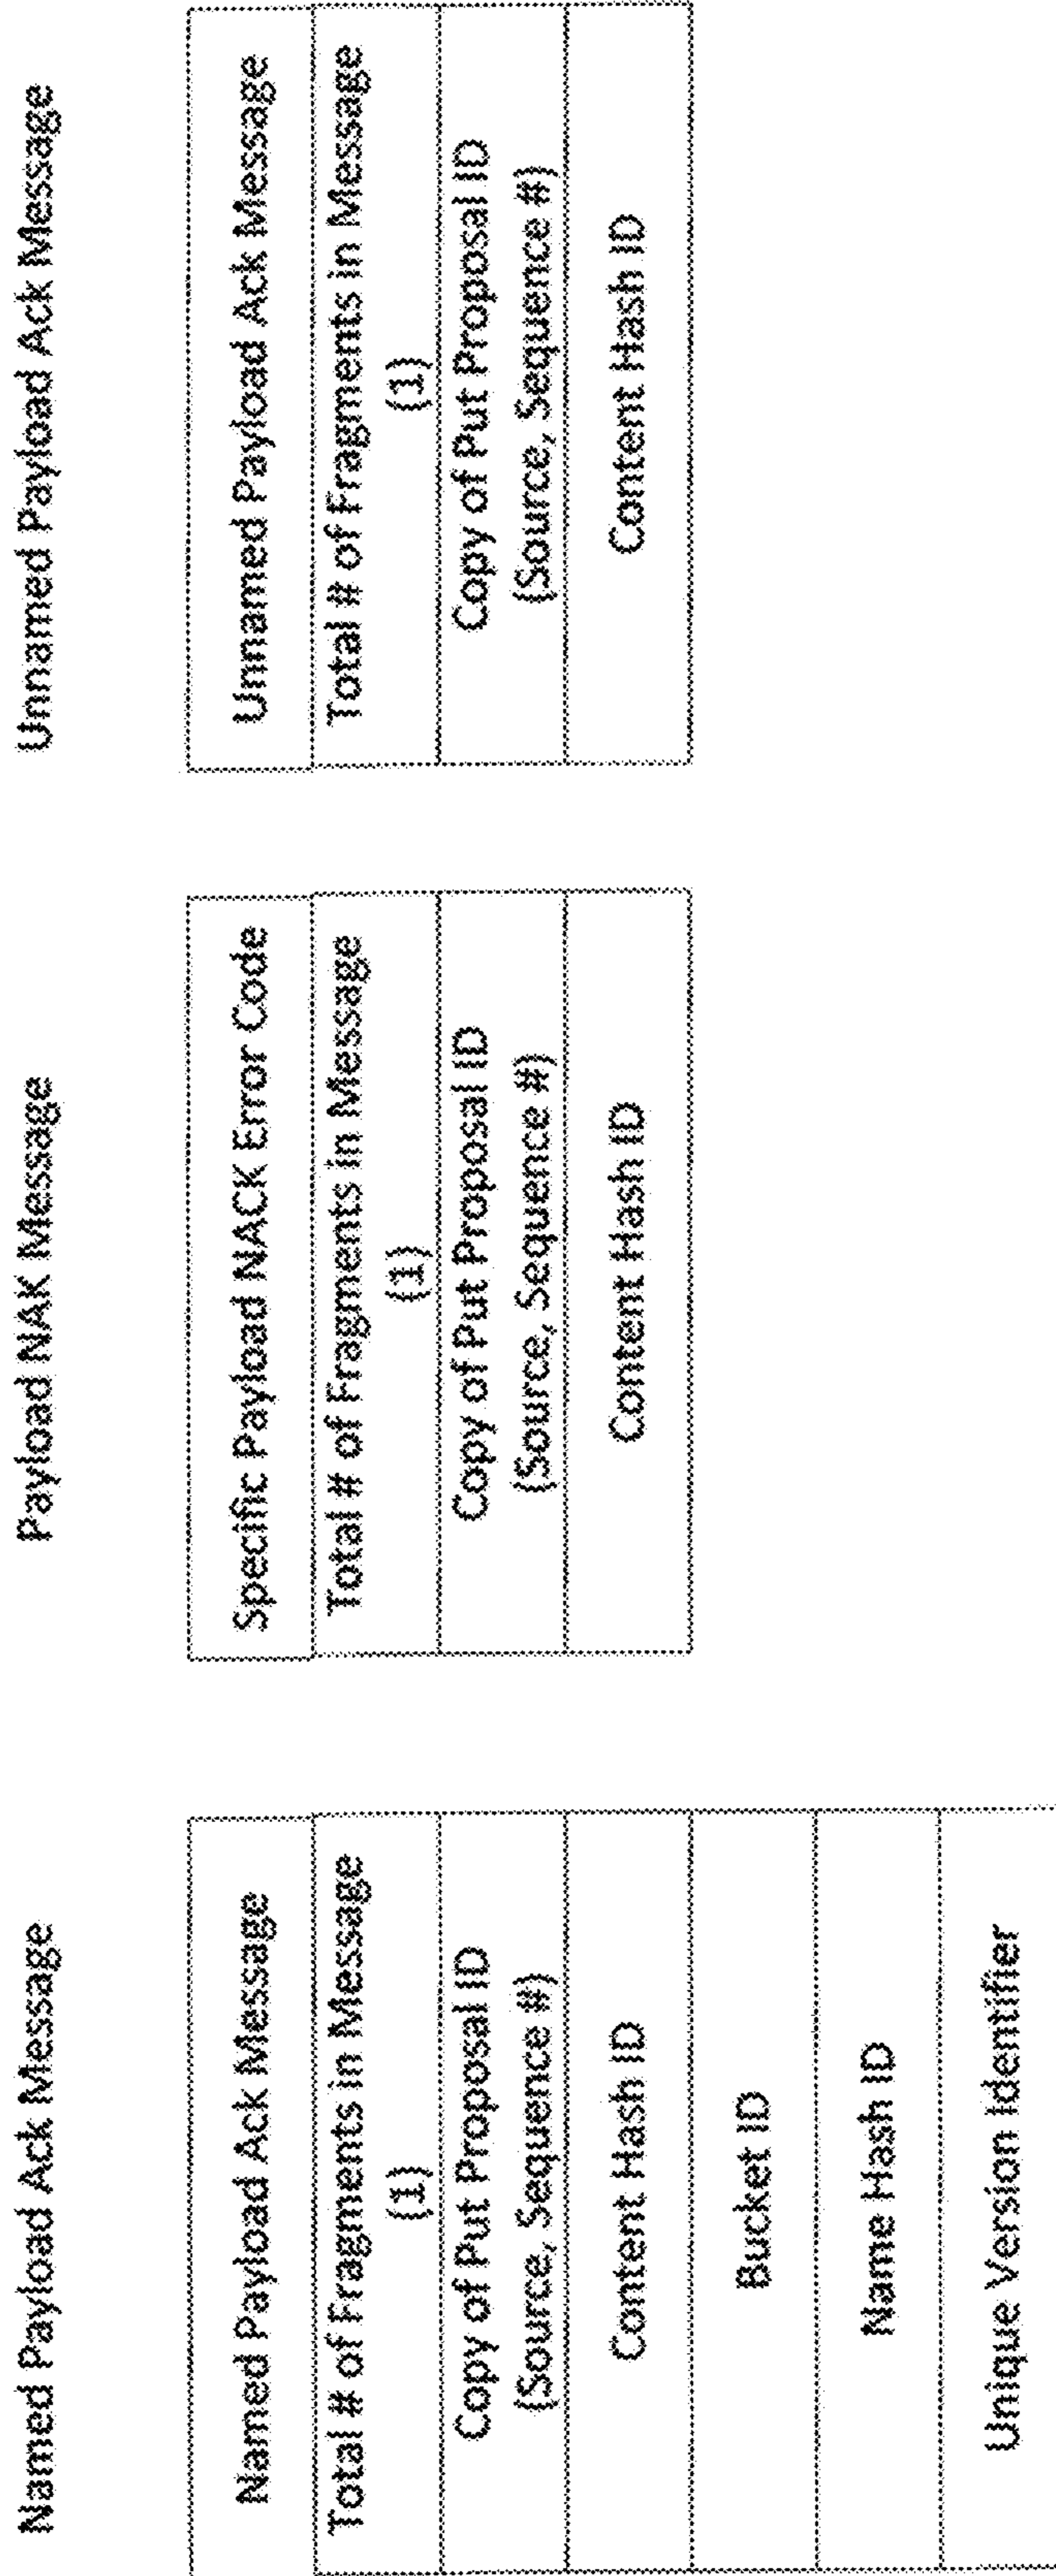 Named Payload Ack Message
Named Payload Ack Message
Total # of Fragments in Message
(1)
Copy of Put Proposal ID
(Source, Sequence #)
Content Hash ID
Bucket ID
Name Hash ID
Unique Version Identifier
Payload NAK Message
Specific Payload NACK Error Code
Total # of Fragments in Message
(1)
Copy of Put Proposal ID
(Source, Sequence #)
Content Hash ID
Unnamed Payload Ack Message
Unnamed Payload Ack Message
Total # of Fragments in Message
(1)
Copy of Put Proposal ID
(Source, Sequence #)
Content Hash ID